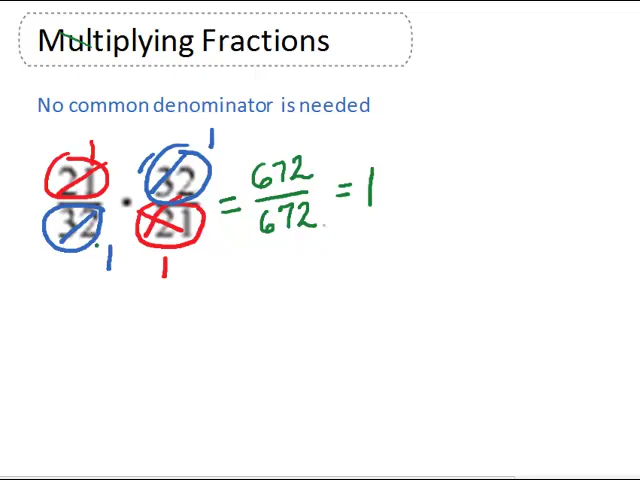 Multiplying Fractions
No common denominator is needed
1 1
21/32 · 32/21 = 672/672 = 1
1 1